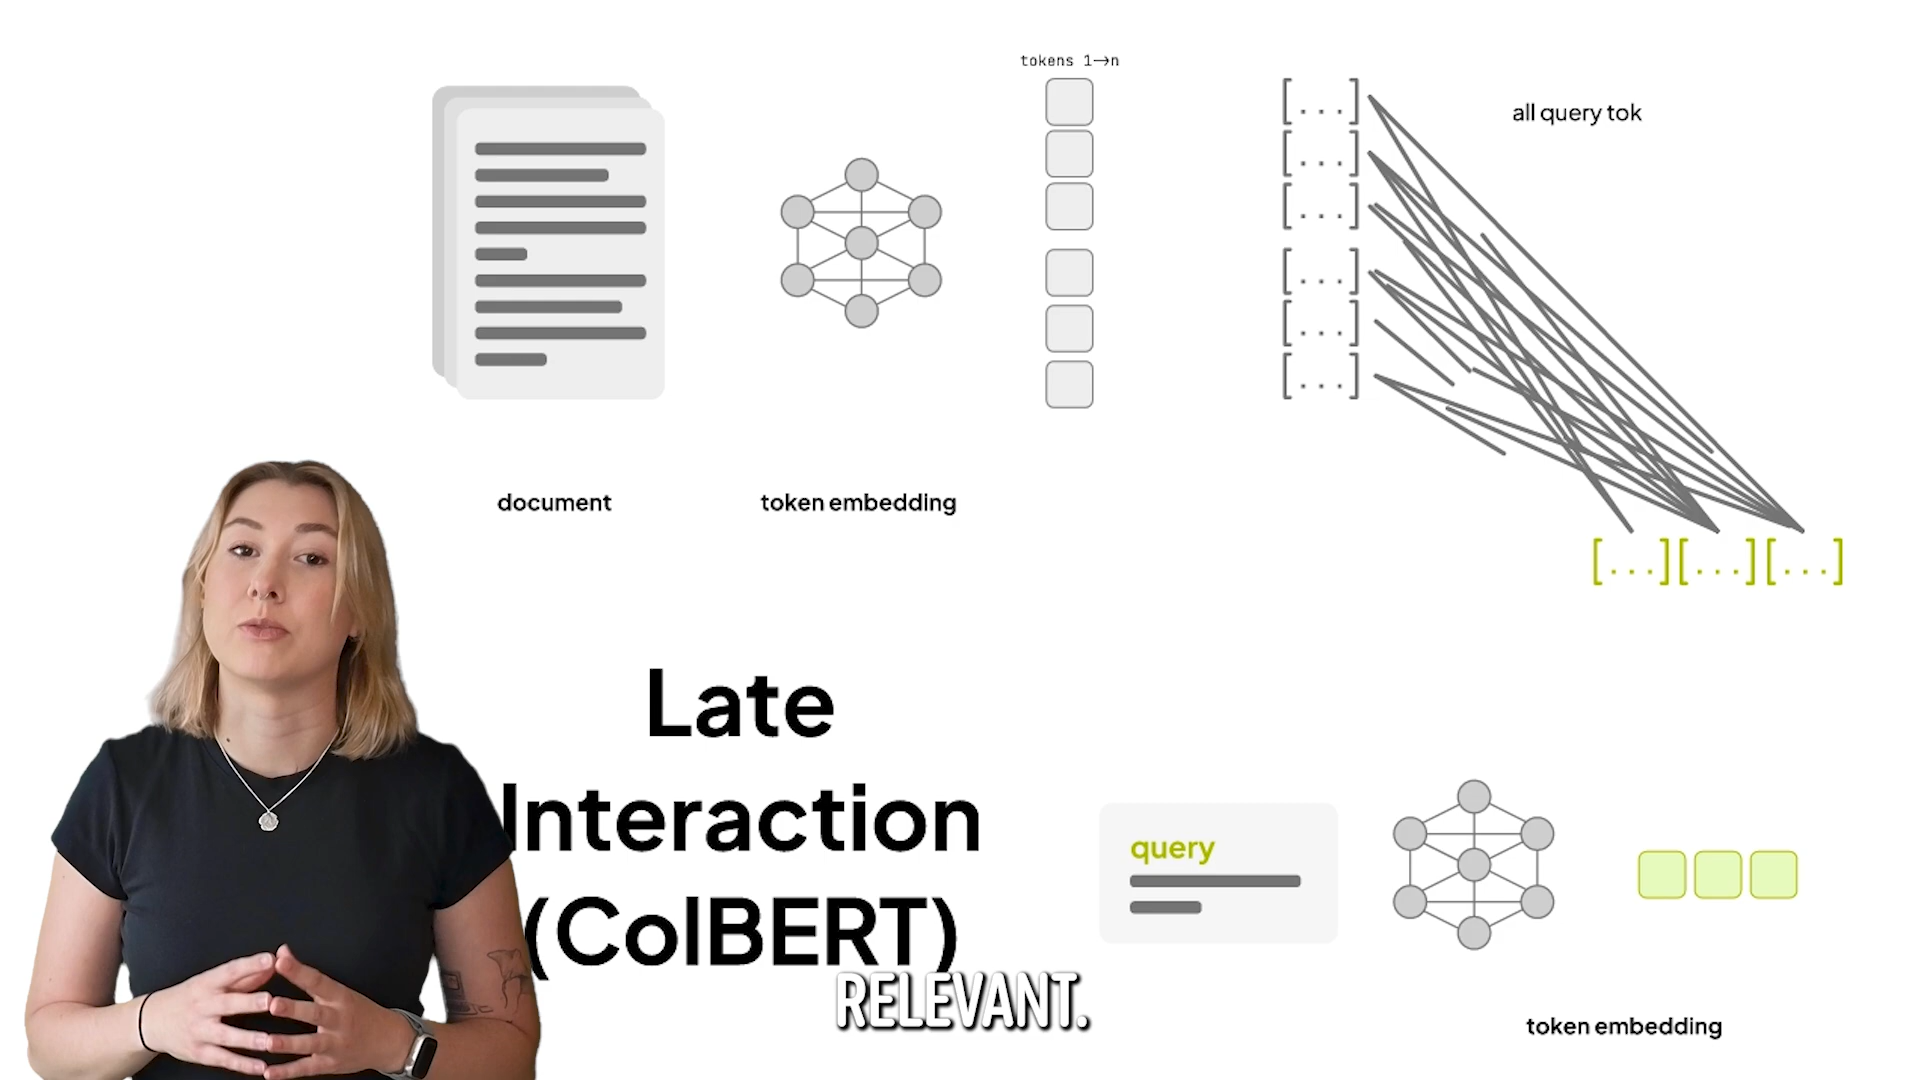 tokens 1→n
[...]
[...]
[...]
[...]
[...]
[...]
all query tok
document
token embedding
[...][...][...]
Late
Interaction
(ColBERT)
query
RELEVANT.
token embedding